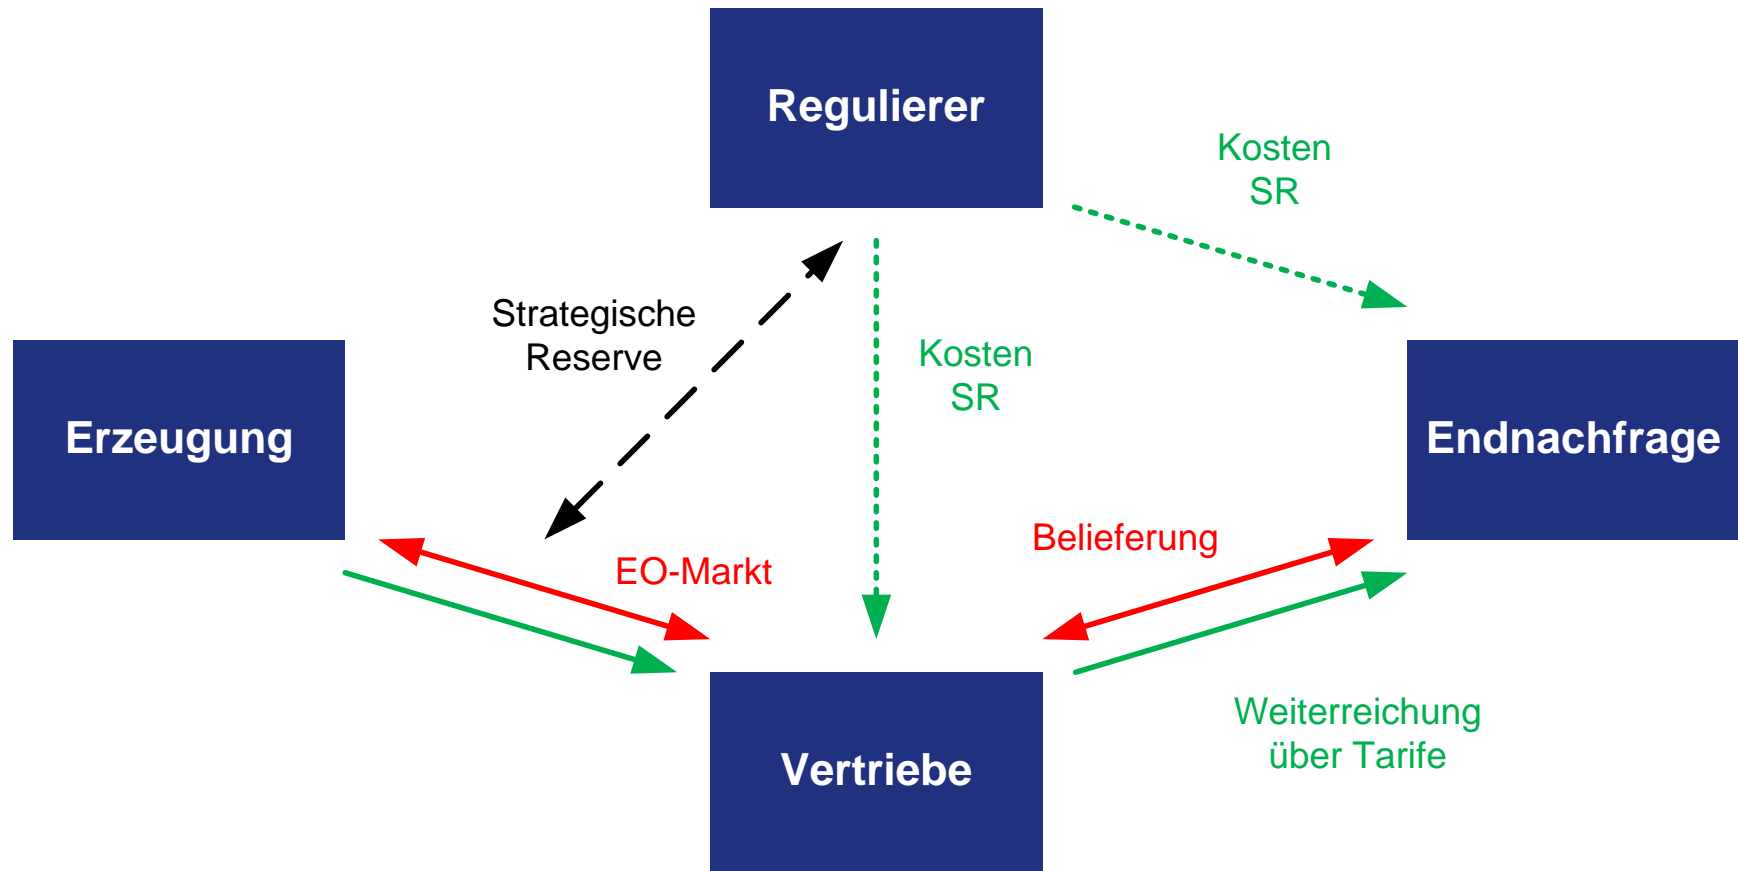 Regulierer
Kosten
SR
Strategische
Reserve
Kosten
SR
Erzeugung
Endnachfrage
EO-Markt
Belieferung
Vertriebe
Weiterreichung
über Tarife